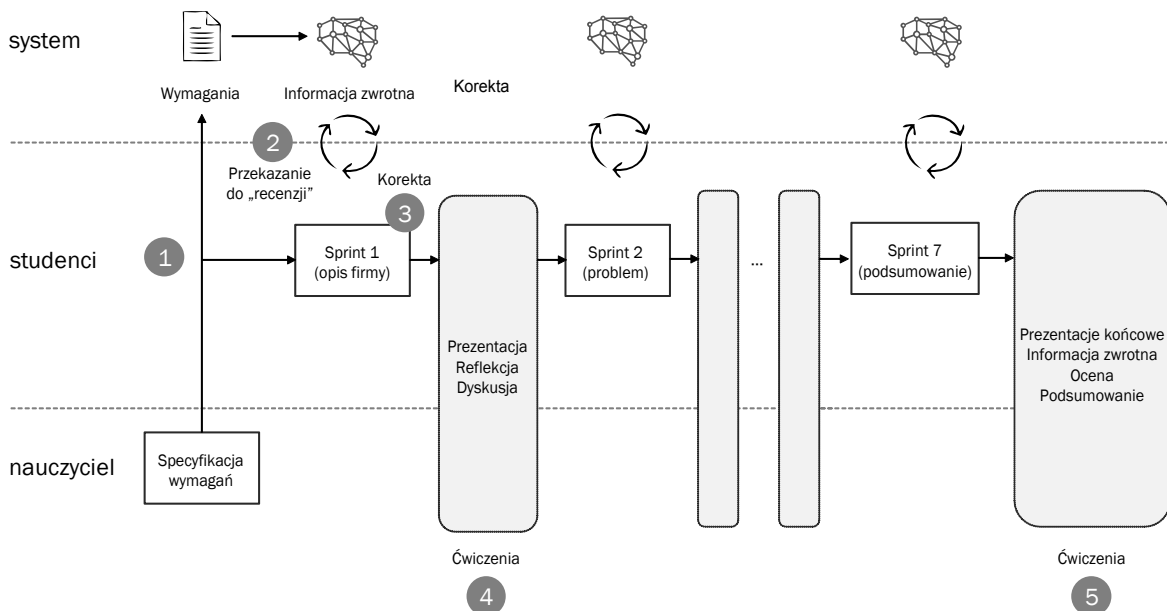 system
Wymagania
Informacja zwrotna
Korekta
2
Przekazanie
do „recenzji”
Korekta
3
studenci
1
Sprint 1
(opis firmy)
Sprint 2
(problem)
...
Sprint 7
(podsumowanie)
Prezentacja
Reflekcja
Dyskusja
Prezentacje końcowe
Informacja zwrotna
Ocena
Podsumowanie
nauczyciel
Specyfikacja
wymagań
Ćwiczenia
4
Ćwiczenia
5